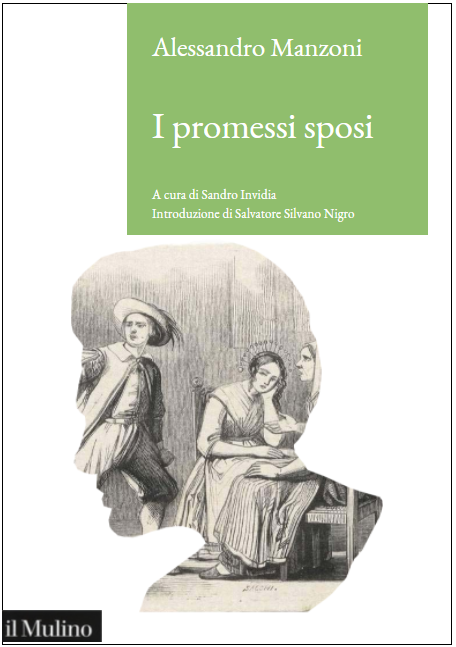 Alessandro Manzoni
I promessi sposi
A cura di Sandro Invidia
Introduzione di Salvatore Silvano Nigro
il Mulino